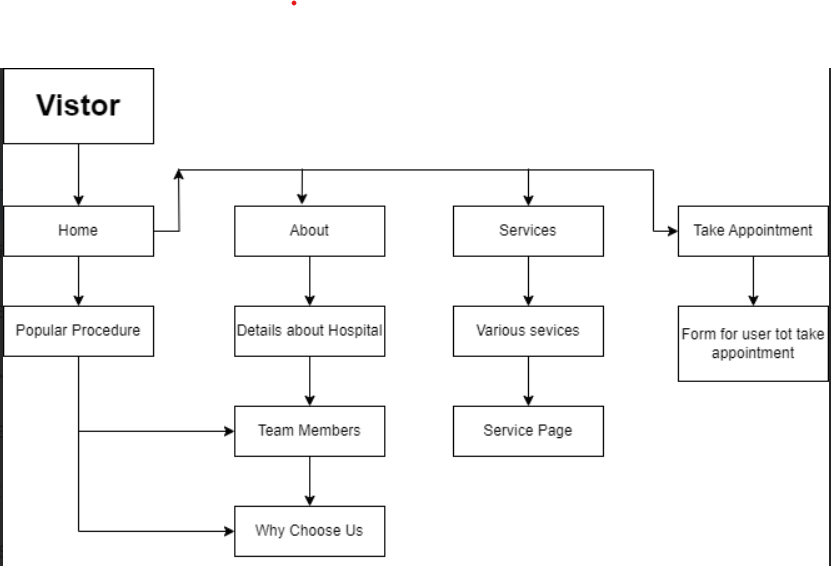 Vistor
Home
About
Services
Take Appointment
Popular Procedure
Details about Hospital
Various sevices
Form for user tot take
appointment
Team Members
Service Page
Why Choose Us